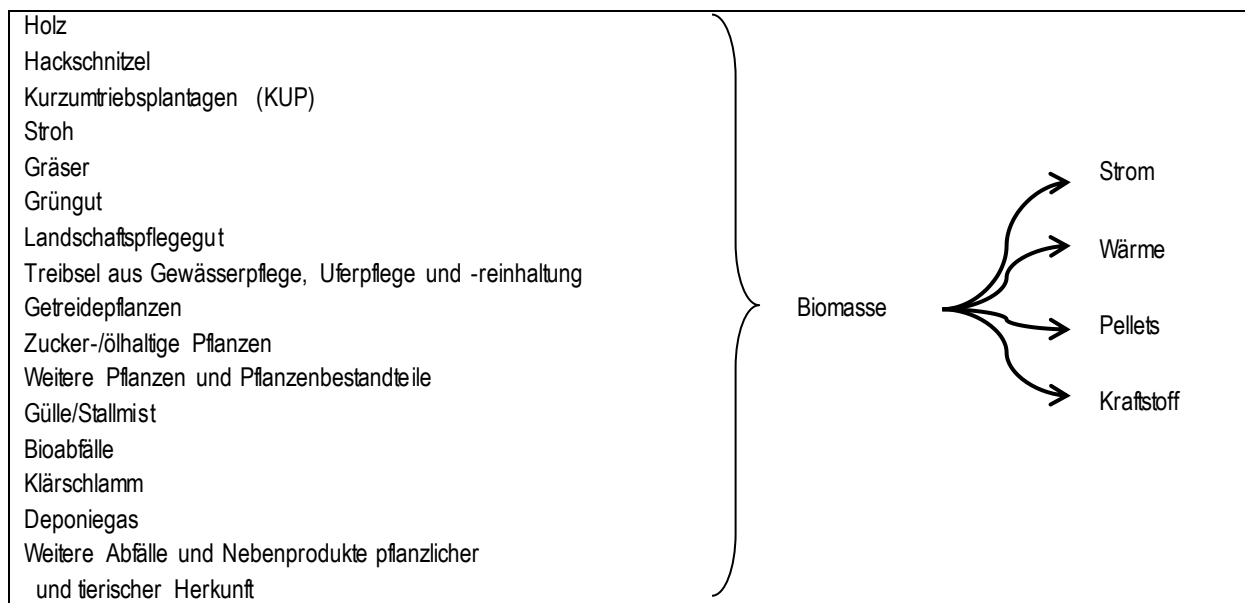 Holz
Hackschnitzel
Kurzumtriebsplantagen (KUP)
Stroh
Gräser
Grüngut
Landschaftspflegegut
Treibsel aus Gewässerpflege, Uferpflege und -reinhaltung
Getreidepflanzen
Zucker-/ölhaltige Pflanzen
Weitere Pflanzen und Pflanzenbestandteile
Gülle/Stallmist
Bioabfälle
Klärschlamm
Deponiegas
Weitere Abfälle und Nebenprodukte pflanzlicher
und tierischer Herkunft
Biomasse
Strom
Wärme
Pellets
Kraftstoff